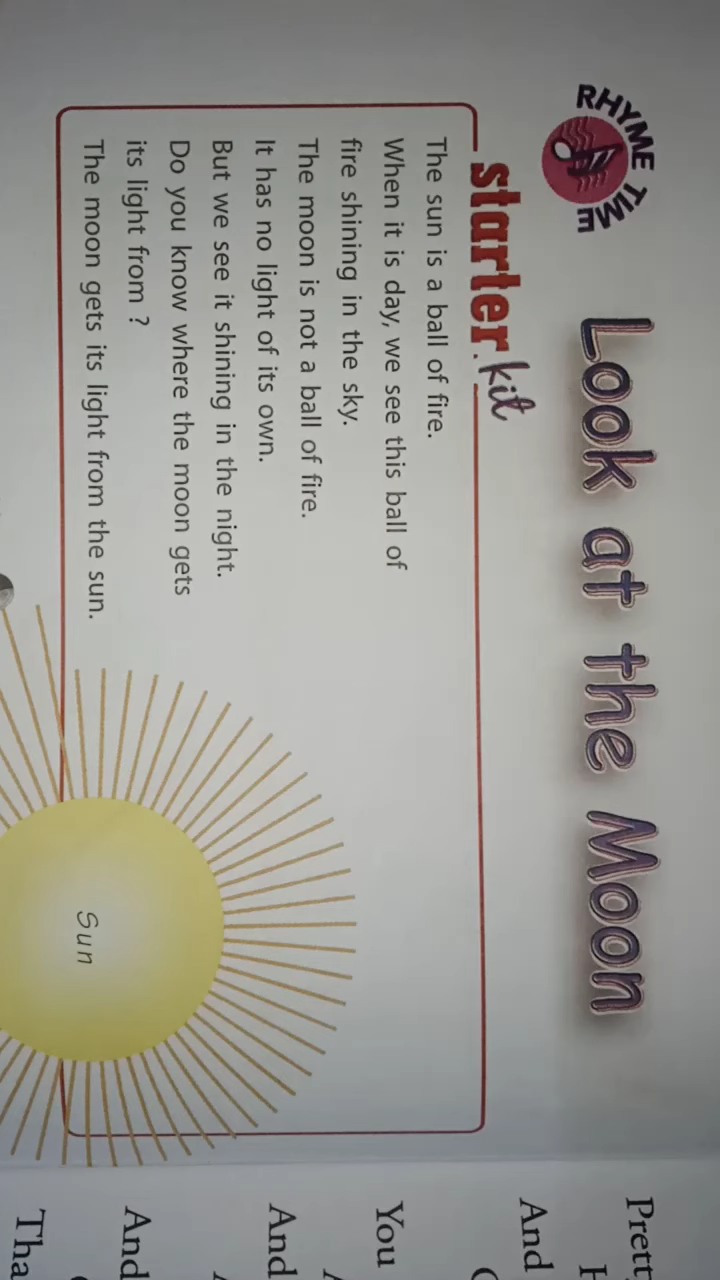 RHYME TIME
Look at the Moon
starter kit
The sun is a ball of fire.
When it is day, we see this ball of
fire shining in the sky.
The moon is not a ball of fire.
It has no light of its own.
But we see it shining in the night.
Do you know where the moon gets
its light from ?
The moon gets its light from the sun.
Sun
And
You
And
And